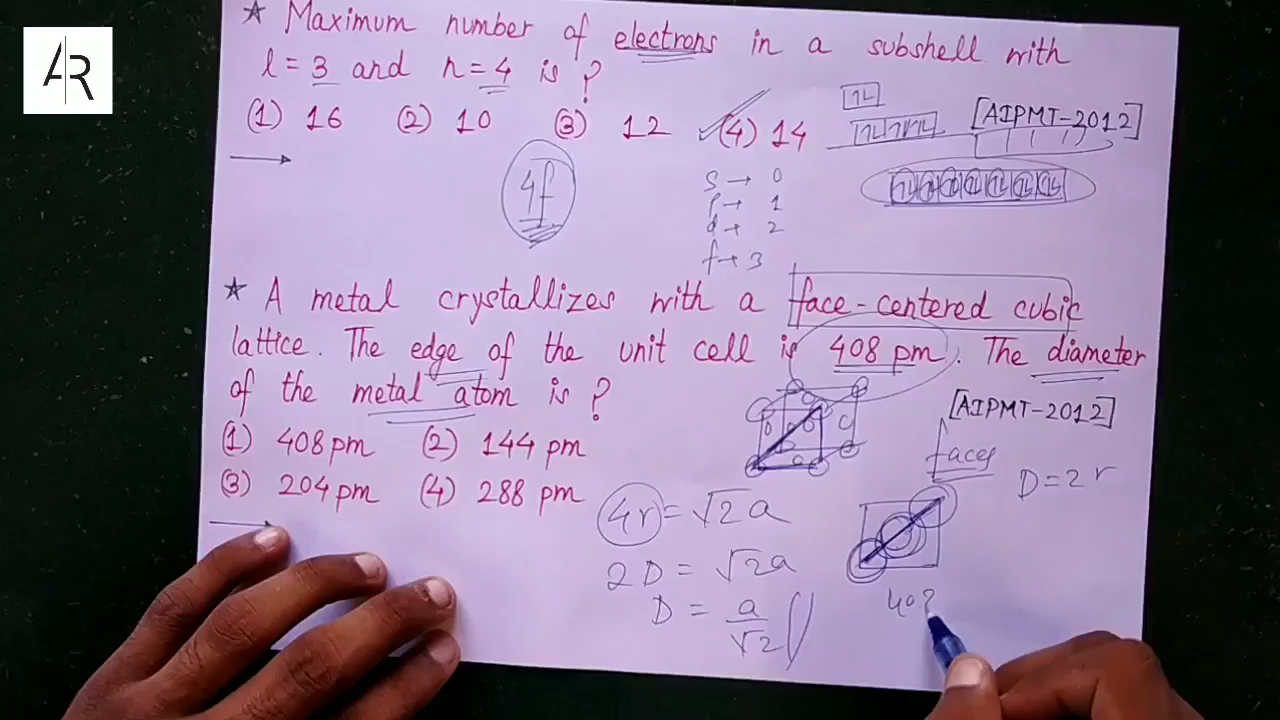 AR
★ Maximum number of electrons in a subshell with
l = 3 and n = 4 is ?
(1) 16 (2) 10 (3) 12 (4) 14
[AIPMT-2012]
4f
s → 0
p → 1
d → 2
f → 3
★ A metal crystallizes with a face-centered cubic
lattice. The edge of the unit cell is 408 pm. The diameter
of the metal atom is ?
[AIPMT-2012]
(1) 408 pm (2) 144 pm
(3) 204 pm (4) 288 pm
faces
D = 2r
4r = √2a
2D = √2a
D = a/√2
408